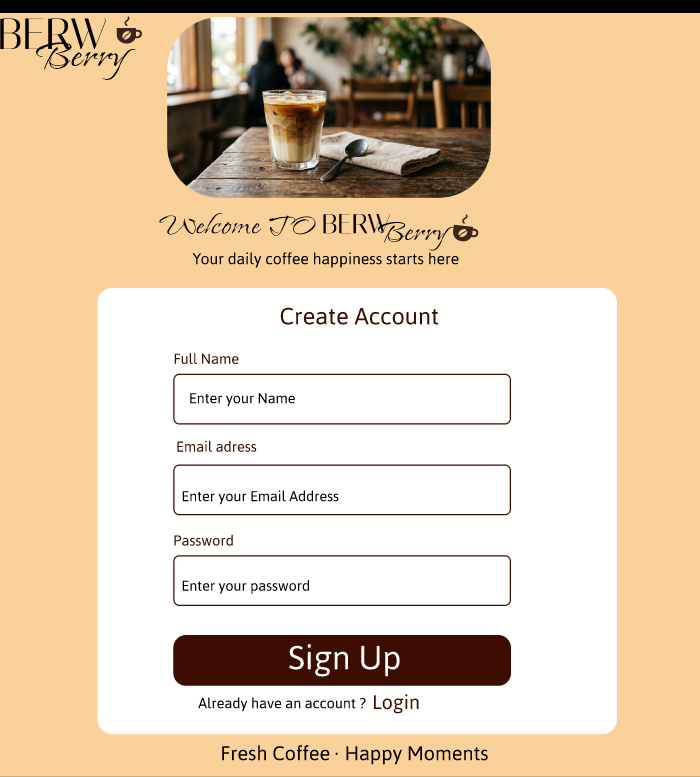 BERW
Berry
Welcome TO BERW Berry
Your daily coffee happiness starts here
Create Account
Full Name
Enter your Name
Email adress
Enter your Email Address
Password
Enter your password
Sign Up
Already have an account ? Login
Fresh Coffee · Happy Moments